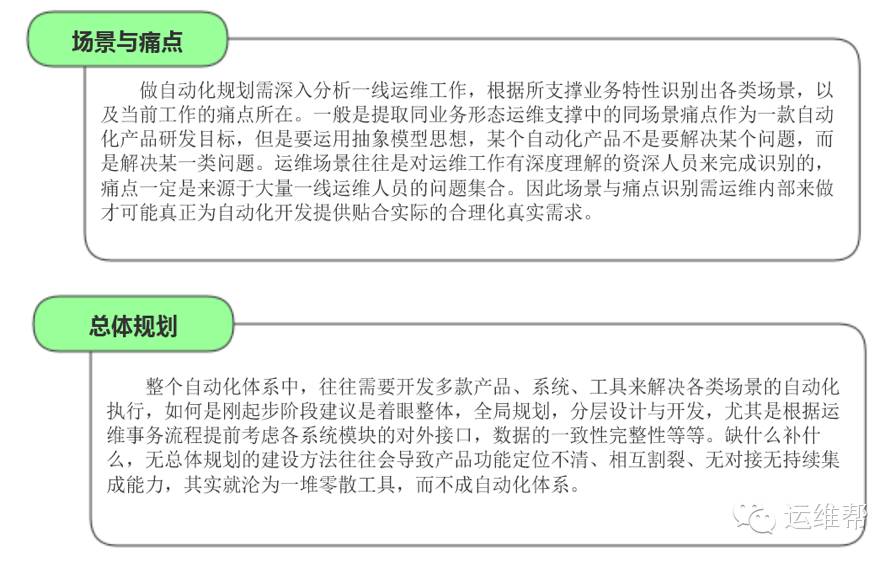 场景与痛点
做自动化规划需深入分析一线运维工作，根据所支撑业务特性识别出各类场景，以
及当前工作的痛点所在。一般是提取同业务形态运维支撑中的同场景痛点作为一款自动
化产品研发目标，但是要运用抽象模型思想，某个自动化产品不是要解决某个问题，而
是解决某一类问题。运维场景往往是对运维工作有深度理解的资深人员来完成识别的，
痛点一定是来源于大量一线运维人员的问题集合。因此场景与痛点识别需运维内部来做
才可能真正为自动化开发提供贴合实际的合理化真实需求。
总体规划
整个自动化体系中，往往需要开发多款产品、系统、工具来解决各类场景的自动化
执行，如何是刚起步阶段建议是着眼整体，全局规划，分层设计与开发，尤其是根据运
维事务流程提前考虑各系统模块的对外接口，数据的一致性完整性等等。缺什么补什
么，无总体规划的建设方法往往会导致产品功能定位不清、相互割裂、无对接无持续集
成能力，其实就沦为一堆零散工具，而不成自动化体系。
运维帮